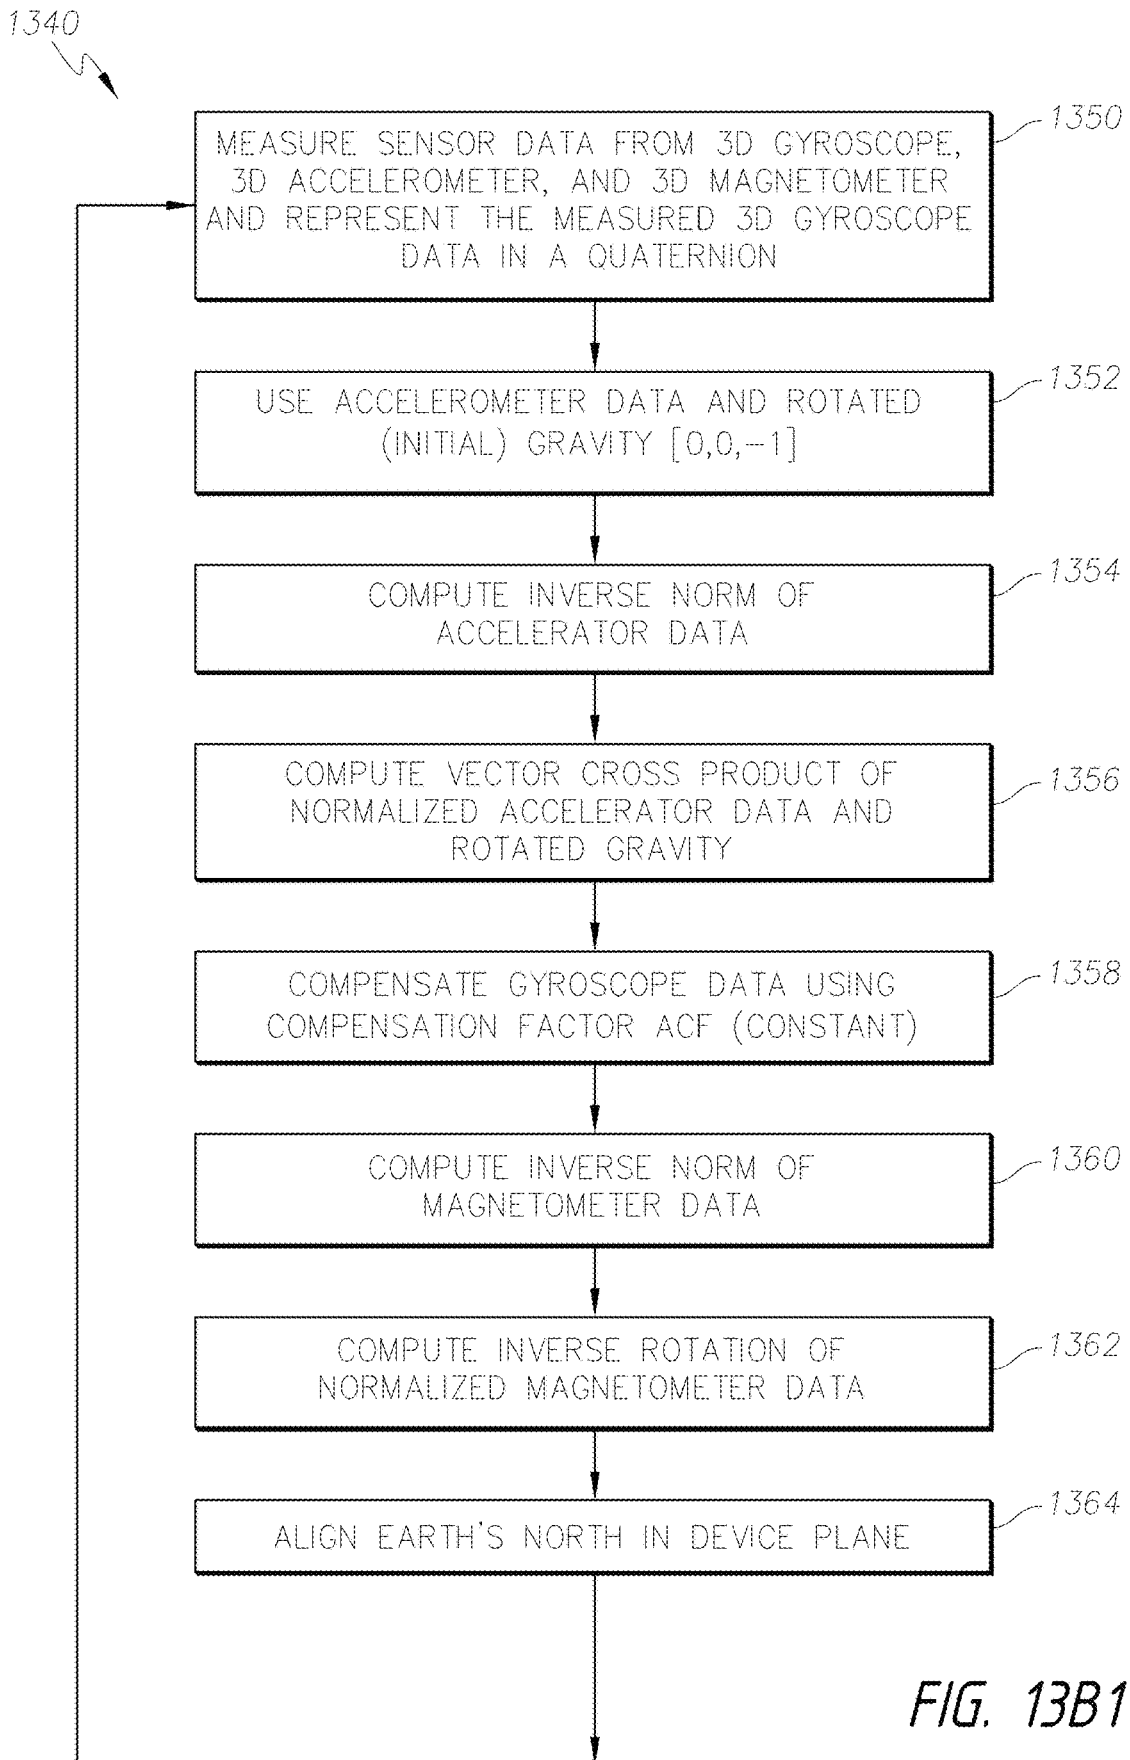 1340
1350
MEASURE SENSOR DATA FROM 3D GYROSCOPE,
3D ACCELEROMETER, AND 3D MAGNETOMETER
AND REPRESENT THE MEASURED 3D GYROSCOPE
DATA IN A QUATERNION
1352
USE ACCELEROMETER DATA AND ROTATED
(INITIAL) GRAVITY [0,0,−1]
1354
COMPUTE INVERSE NORM OF
ACCELERATOR DATA
1356
COMPUTE VECTOR CROSS PRODUCT OF
NORMALIZED ACCELERATOR DATA AND
ROTATED GRAVITY
1358
COMPENSATE GYROSCOPE DATA USING
COMPENSATION FACTOR ACF (CONSTANT)
1360
COMPUTE INVERSE NORM OF
MAGNETOMETER DATA
1362
COMPUTE INVERSE ROTATION OF
NORMALIZED MAGNETOMETER DATA
1364
ALIGN EARTH'S NORTH IN DEVICE PLANE
FIG. 13B1